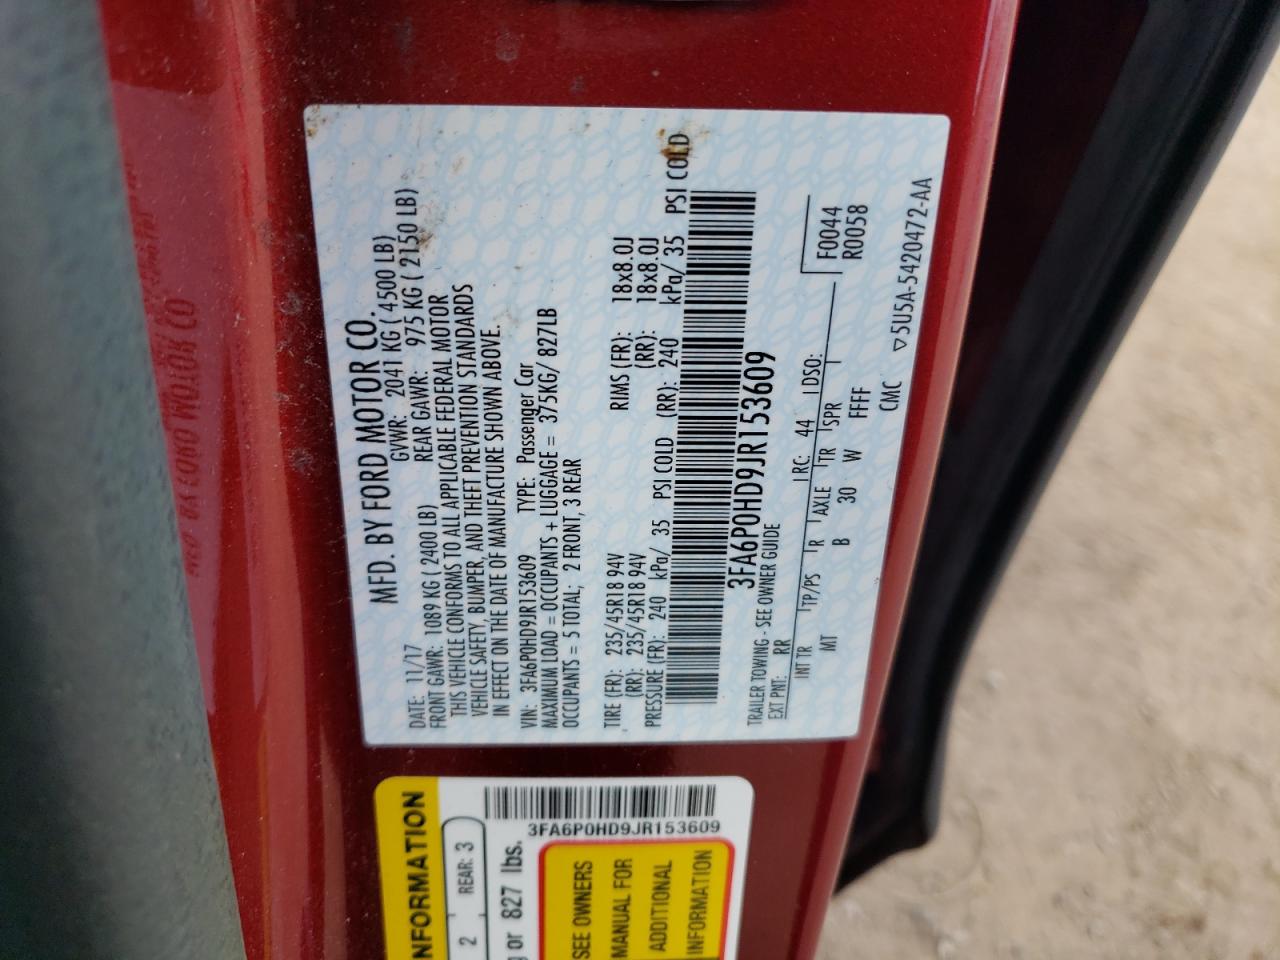 MFD. BY FORD MOTOR CO.
DATE: 11/17 GVWR: 2041 KG ( 4500 LB)
FRONT GAWR: 1089 KG ( 2400 LB) REAR GAWR: 975 KG ( 2150 LB)
THIS VEHICLE CONFORMS TO ALL APPLICABLE FEDERAL MOTOR
VEHICLE SAFETY, BUMPER, AND THEFT PREVENTION STANDARDS
IN EFFECT ON THE DATE OF MANUFACTURE SHOWN ABOVE.
VIN: 3FA6P0HD9JR153609 TYPE: Passenger Car
MAXIMUM LOAD = OCCUPANTS + LUGGAGE = 375KG/ 827LB
OCCUPANTS = 5 TOTAL; 2 FRONT, 3 REAR
TIRE (FR): 235/45R18 94V RIMS (FR): 18x8.0J
(RR): 235/45R18 94V (RR): 18x8.0J
PRESSURE (FR): 240 kPa/ 35 PSI COLD (RR): 240 kPa/ 35 PSI COLD
3FA6P0HD9JR153609
TRAILER TOWING - SEE OWNER GUIDE
EXT PNT: RR RC: 44 DSO: F0044
R0058
INT TR TP/PS R AXLE TR SPR
MT B 30 W FFFF
CMC ▽5U5A-5420472-AA
NFORMATION
2 REAR: 3
g or 827 lbs.
3FA6P0HD9JR153609
SEE OWNERS
MANUAL FOR
ADDITIONAL
INFORMATION